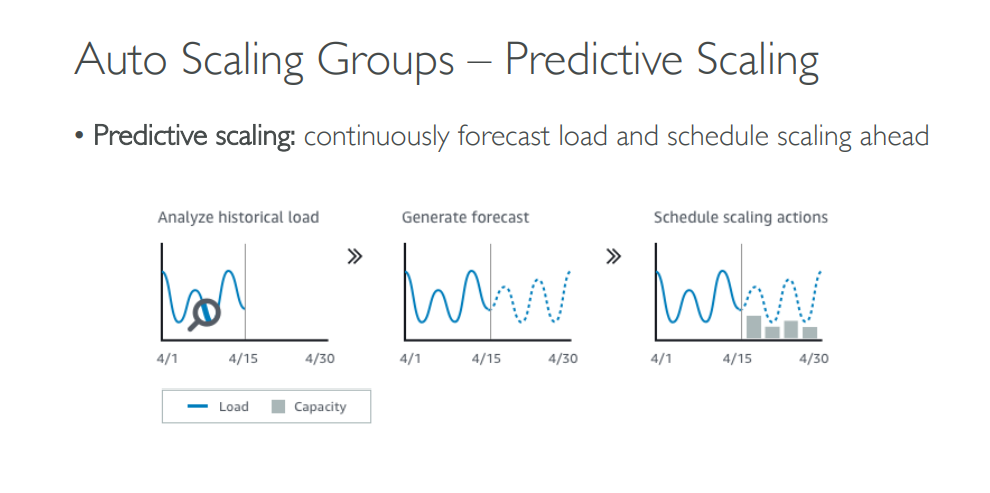 Auto Scaling Groups – Predictive Scaling
• Predictive scaling: continuously forecast load and schedule scaling ahead
Analyze historical load
Generate forecast
Schedule scaling actions
4/1 4/15 4/30
4/1 4/15 4/30
4/1 4/15 4/30
Load Capacity